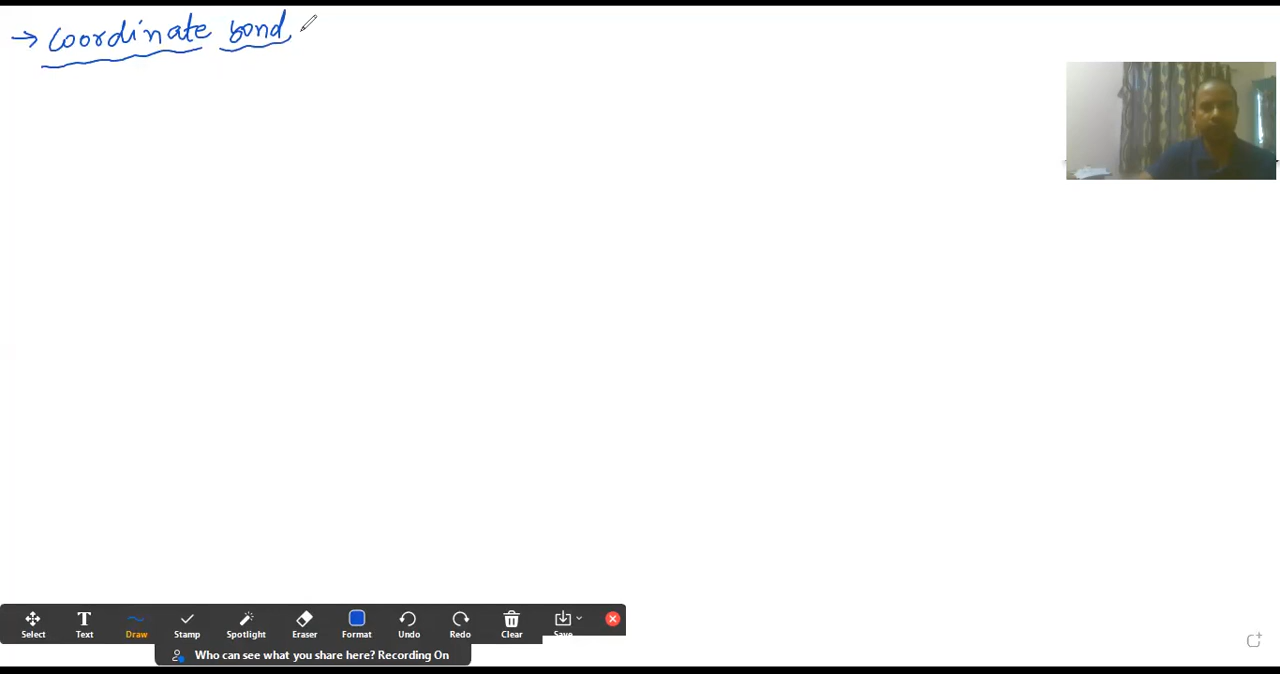 → Coordinate bond
Select Text Draw Stamp Spotlight Eraser Format Undo Redo Clear Save
Who can see what you share here? Recording On